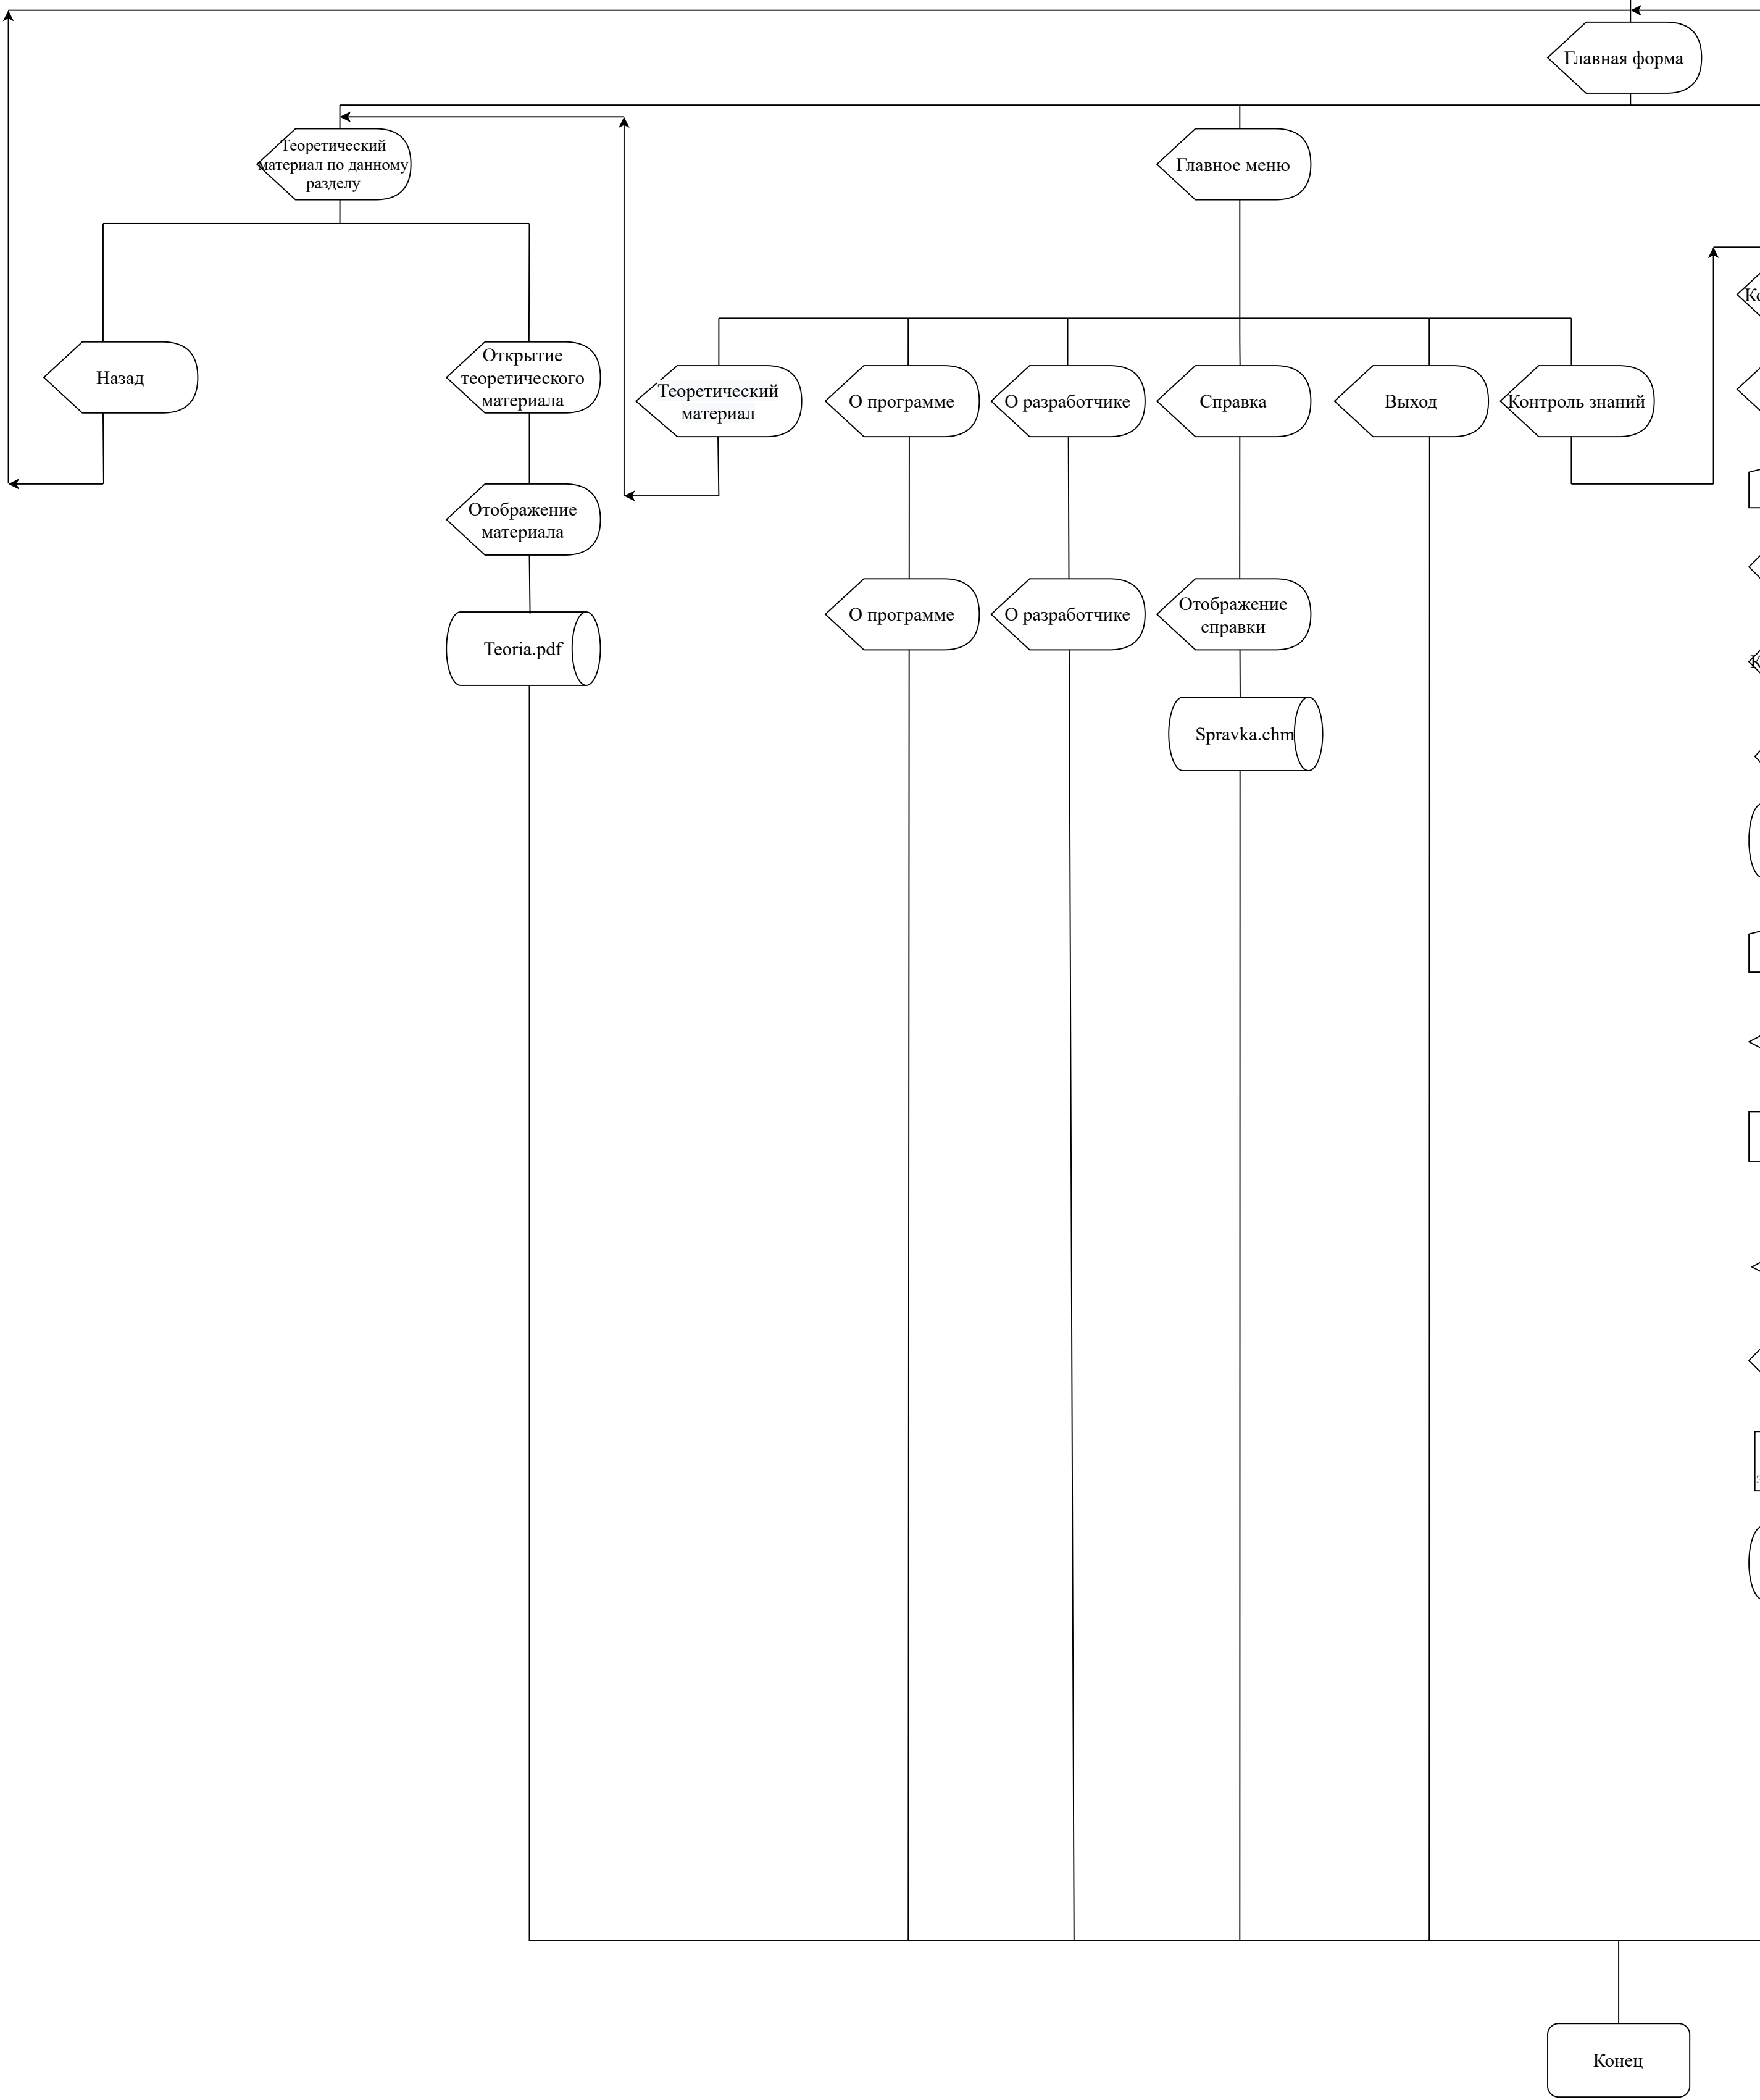 Главная форма
Теоретический
материал по данному
разделу
Главное меню
Назад
Открытие
теоретического
материала
Теоретический
материал
О программе
О разработчике
Справка
Выход
Контроль знаний
Отображение
материала
О программе
О разработчике
Отображение
справки
Teoria.pdf
Spravka.chm
Конец